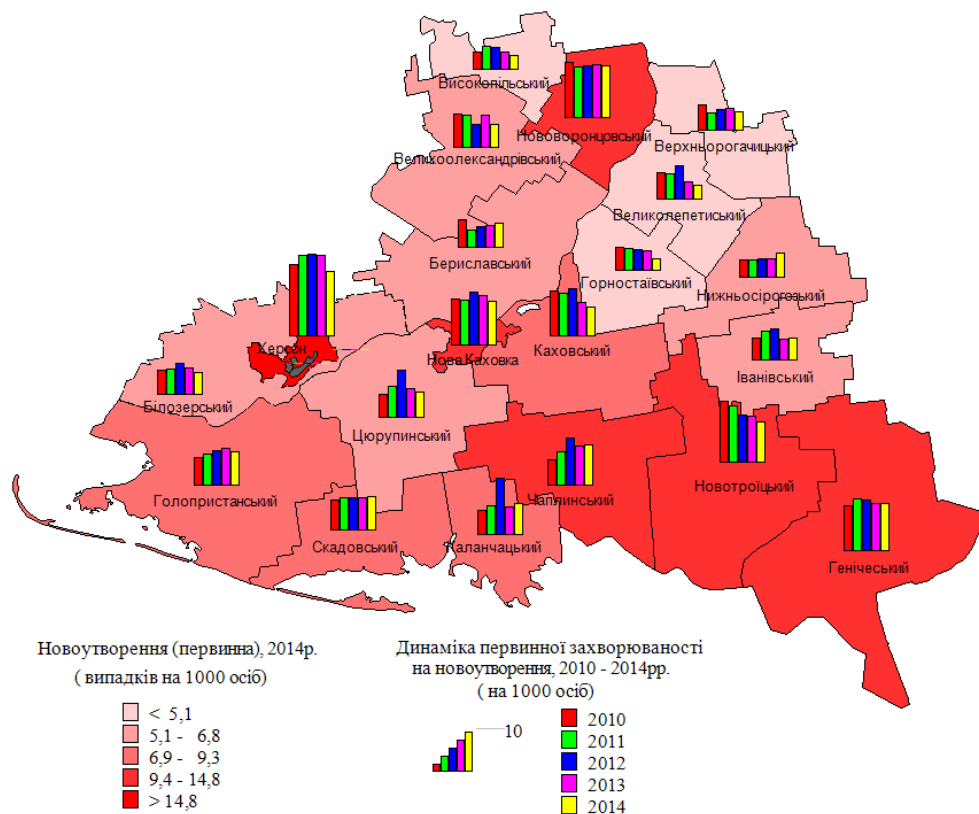 Високопільський
Нововоронцовський
Верхньорогачицький
Великоолександрівський
Великолепетиський
Бериславський
Горностаївський
Нижньосірогозький
Херсон
Нова Каховка
Каховський
Іванівський
Білозерський
Цюрупинський
Голопристанський
Чаплинський
Новотроїцький
Скадовський
Каланчацький
Генічеський
Новоутворення (первинна), 2014р.
( випадків на 1000 осіб)
< 5,1
5,1 - 6,8
6,9 - 9,3
9,4 - 14,8
> 14,8
Динаміка первинної захворюваності
на новоутворення, 2010 - 2014рр.
( на 1000 осіб)
10
2010
2011
2012
2013
2014